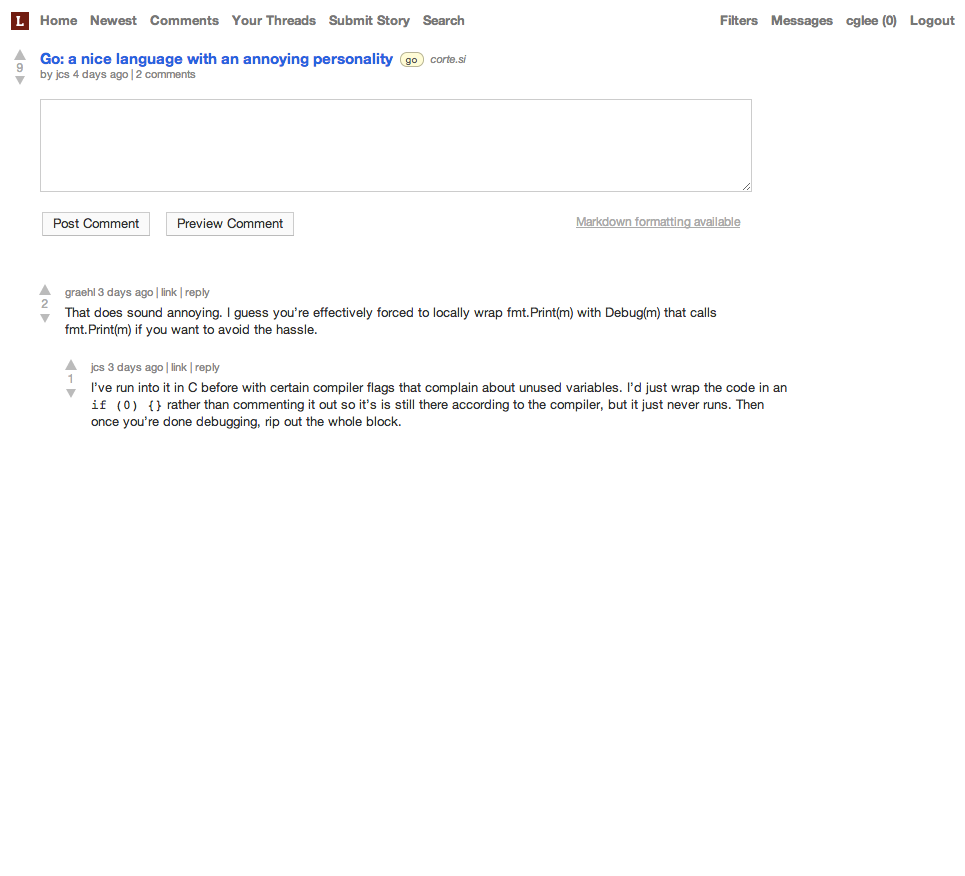 L Home Newest Comments Your Threads Submit Story Search Filters Messages cglee (0) Logout
Go: a nice language with an annoying personality go corte.si
9
by jcs 4 days ago | 2 comments
Post Comment Preview Comment Markdown formatting available
graehl 3 days ago | link | reply
2
That does sound annoying. I guess you’re effectively forced to locally wrap fmt.Print(m) with Debug(m) that calls
fmt.Print(m) if you want to avoid the hassle.
jcs 3 days ago | link | reply
1
I’ve run into it in C before with certain compiler flags that complain about unused variables. I’d just wrap the code in an
if (0) {} rather than commenting it out so it’s is still there according to the compiler, but it just never runs. Then
once you’re done debugging, rip out the whole block.